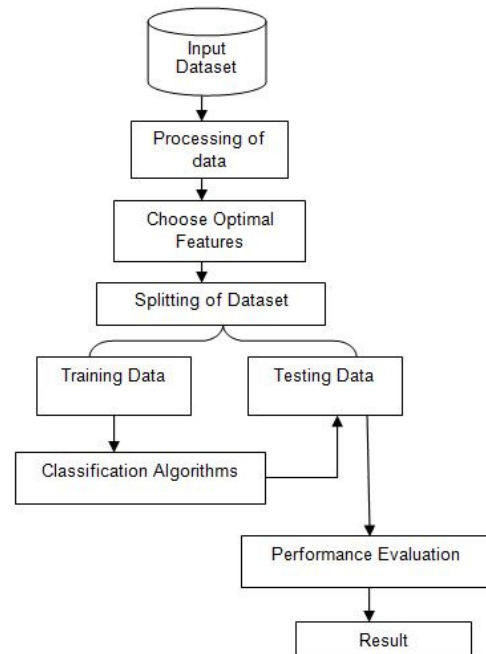 Input
Dataset
Processing of
data
Choose Optimal
Features
Splitting of Dataset
Training Data
Testing Data
Classification Algorithms
Performance Evaluation
Result